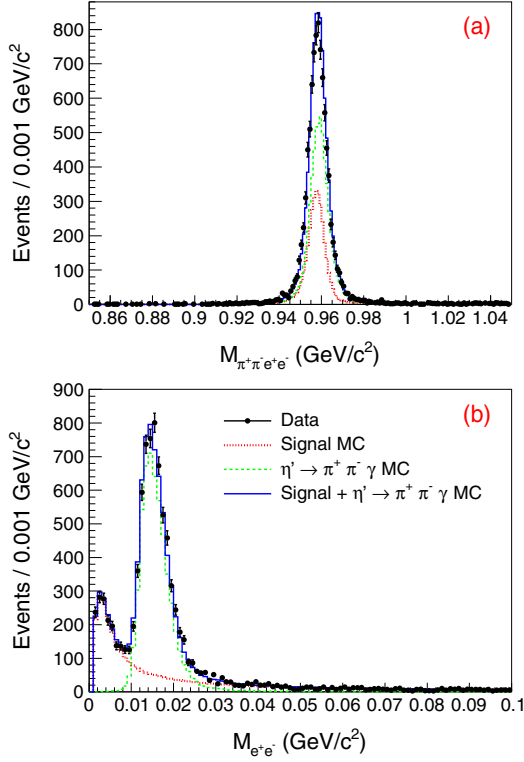 (a)
Events / 0.001 GeV/c²
800
700
600
500
400
300
200
100
0
0.86 0.88 0.9 0.92 0.94 0.96 0.98 1 1.02 1.04
M π⁺π⁻e⁺e⁻ (GeV/c²)
(b)
Events / 0.001 GeV/c²
900
800
700
600
500
400
300
200
100
0
Data
Signal MC
η' → π⁺ π⁻ γ MC
Signal + η' → π⁺ π⁻ γ MC
0 0.01 0.02 0.03 0.04 0.05 0.06 0.07 0.08 0.09 0.1
M e⁺e⁻ (GeV/c²)